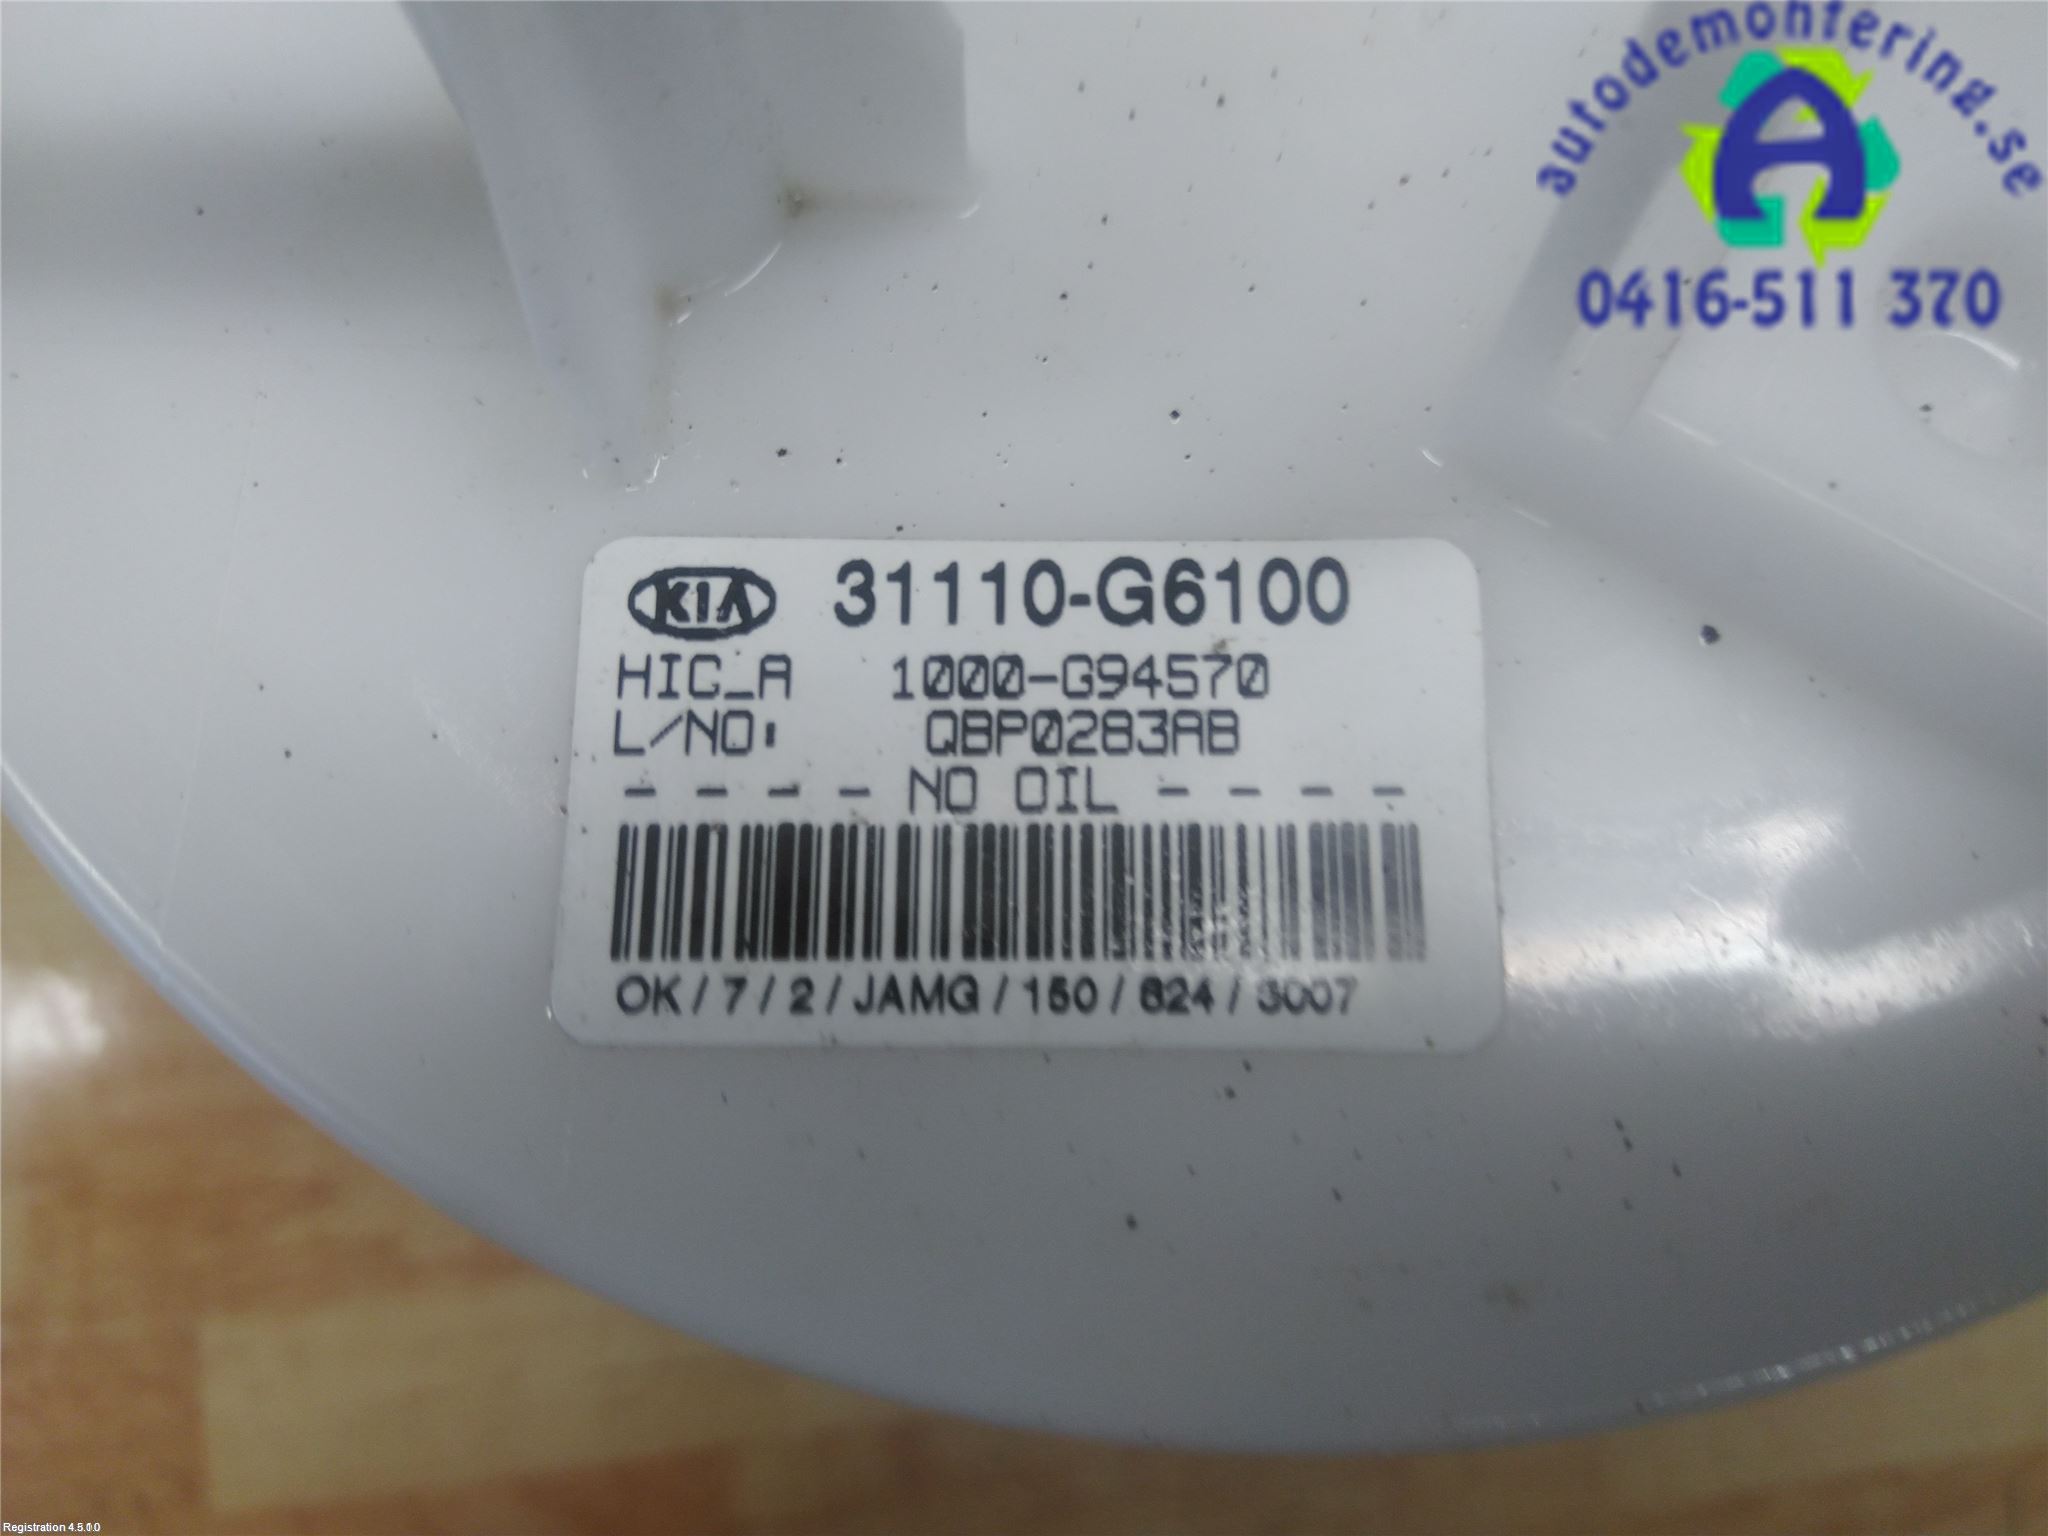 autodemontering.se
A
0416-511 370
KIA 31110-G6100
HIC_A 1000-G94570
L/NO: QBP0283AB
- - - - NO OIL - - - -
OK / 7 / 2 / JAMG / 150 / 624 / 3007
Registration 4.5.0.0